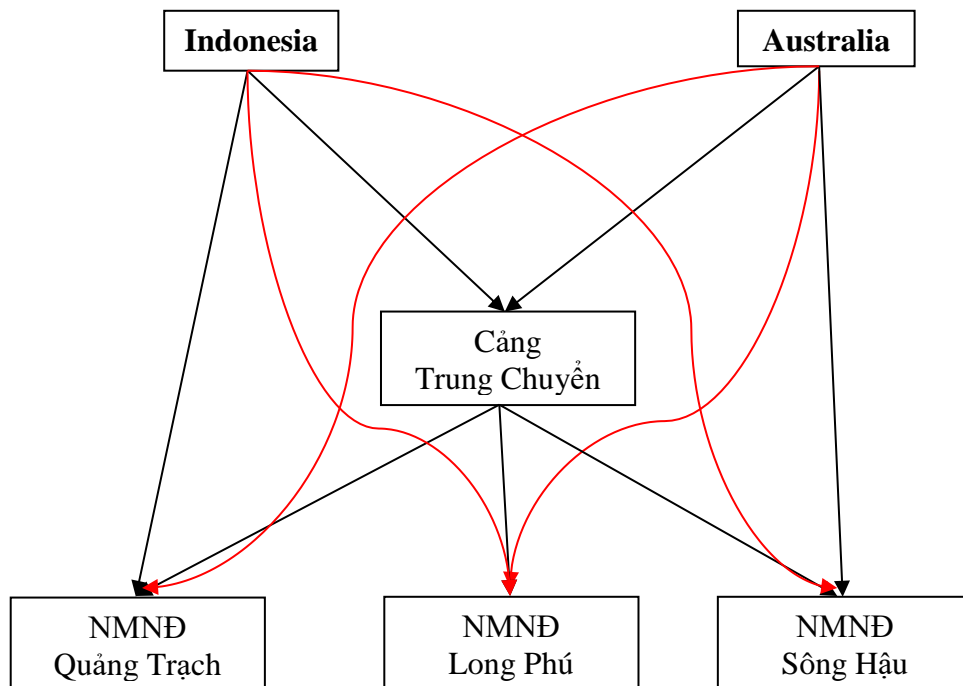 Indonesia
Australia
Cảng
Trung Chuyển
NMNĐ
Quảng Trạch
NMNĐ
Long Phú
NMNĐ
Sông Hậu